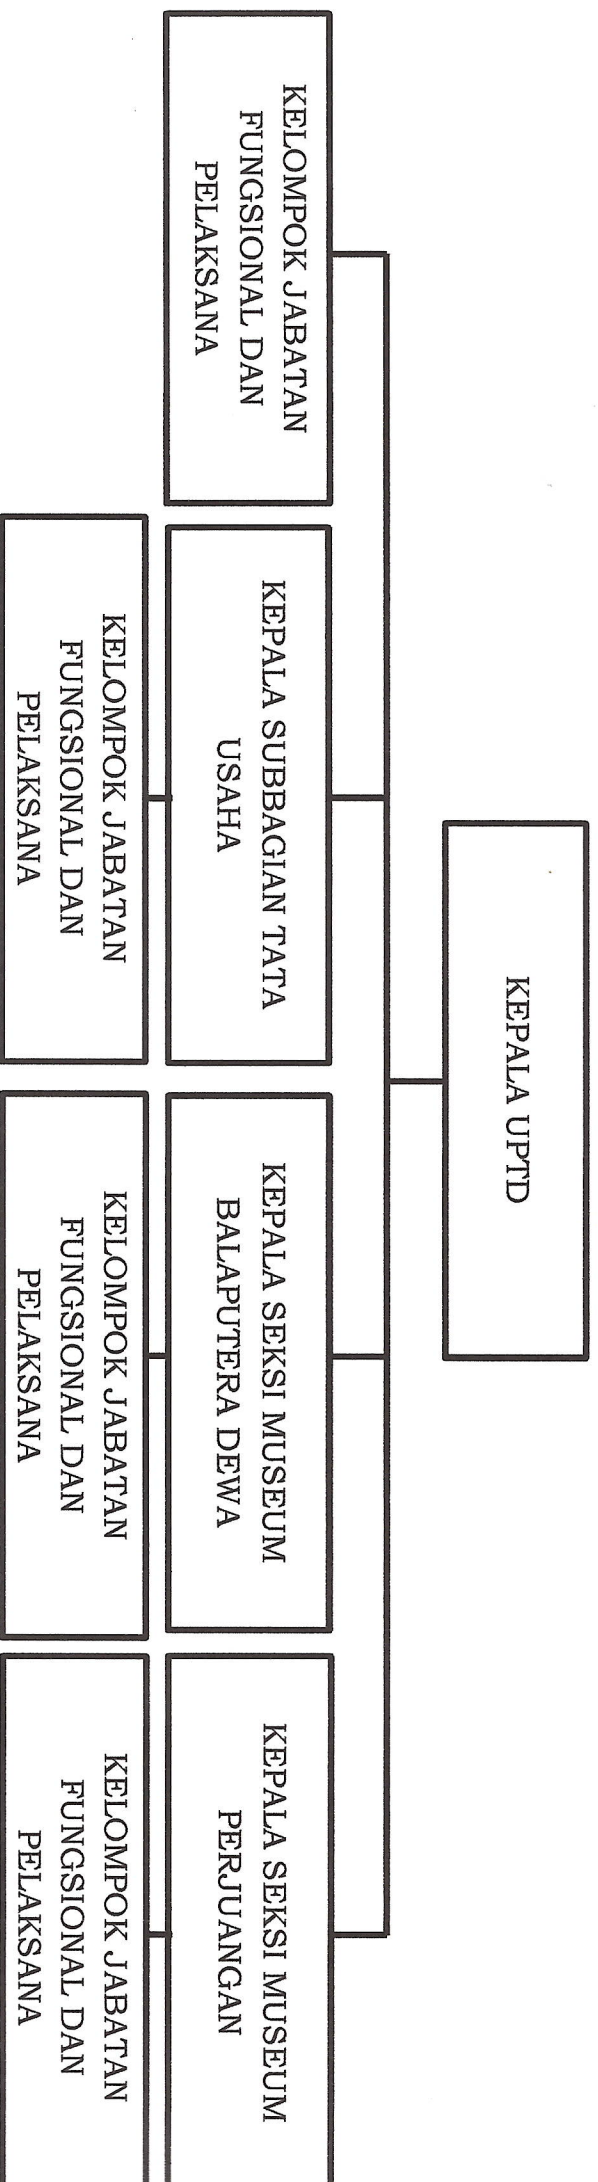 KEPALA UPTD
KELOMPOK JABATAN
FUNGSIONAL DAN
PELAKSANA
KEPALA SUBBAGIAN TATA
USAHA
KEPALA SEKSI MUSEUM
BALAPUTERA DEWA
KEPALA SEKSI MUSEUM
PERJUANGAN
KELOMPOK JABATAN
FUNGSIONAL DAN
PELAKSANA
KELOMPOK JABATAN
FUNGSIONAL DAN
PELAKSANA
KELOMPOK JABATAN
FUNGSIONAL DAN
PELAKSANA